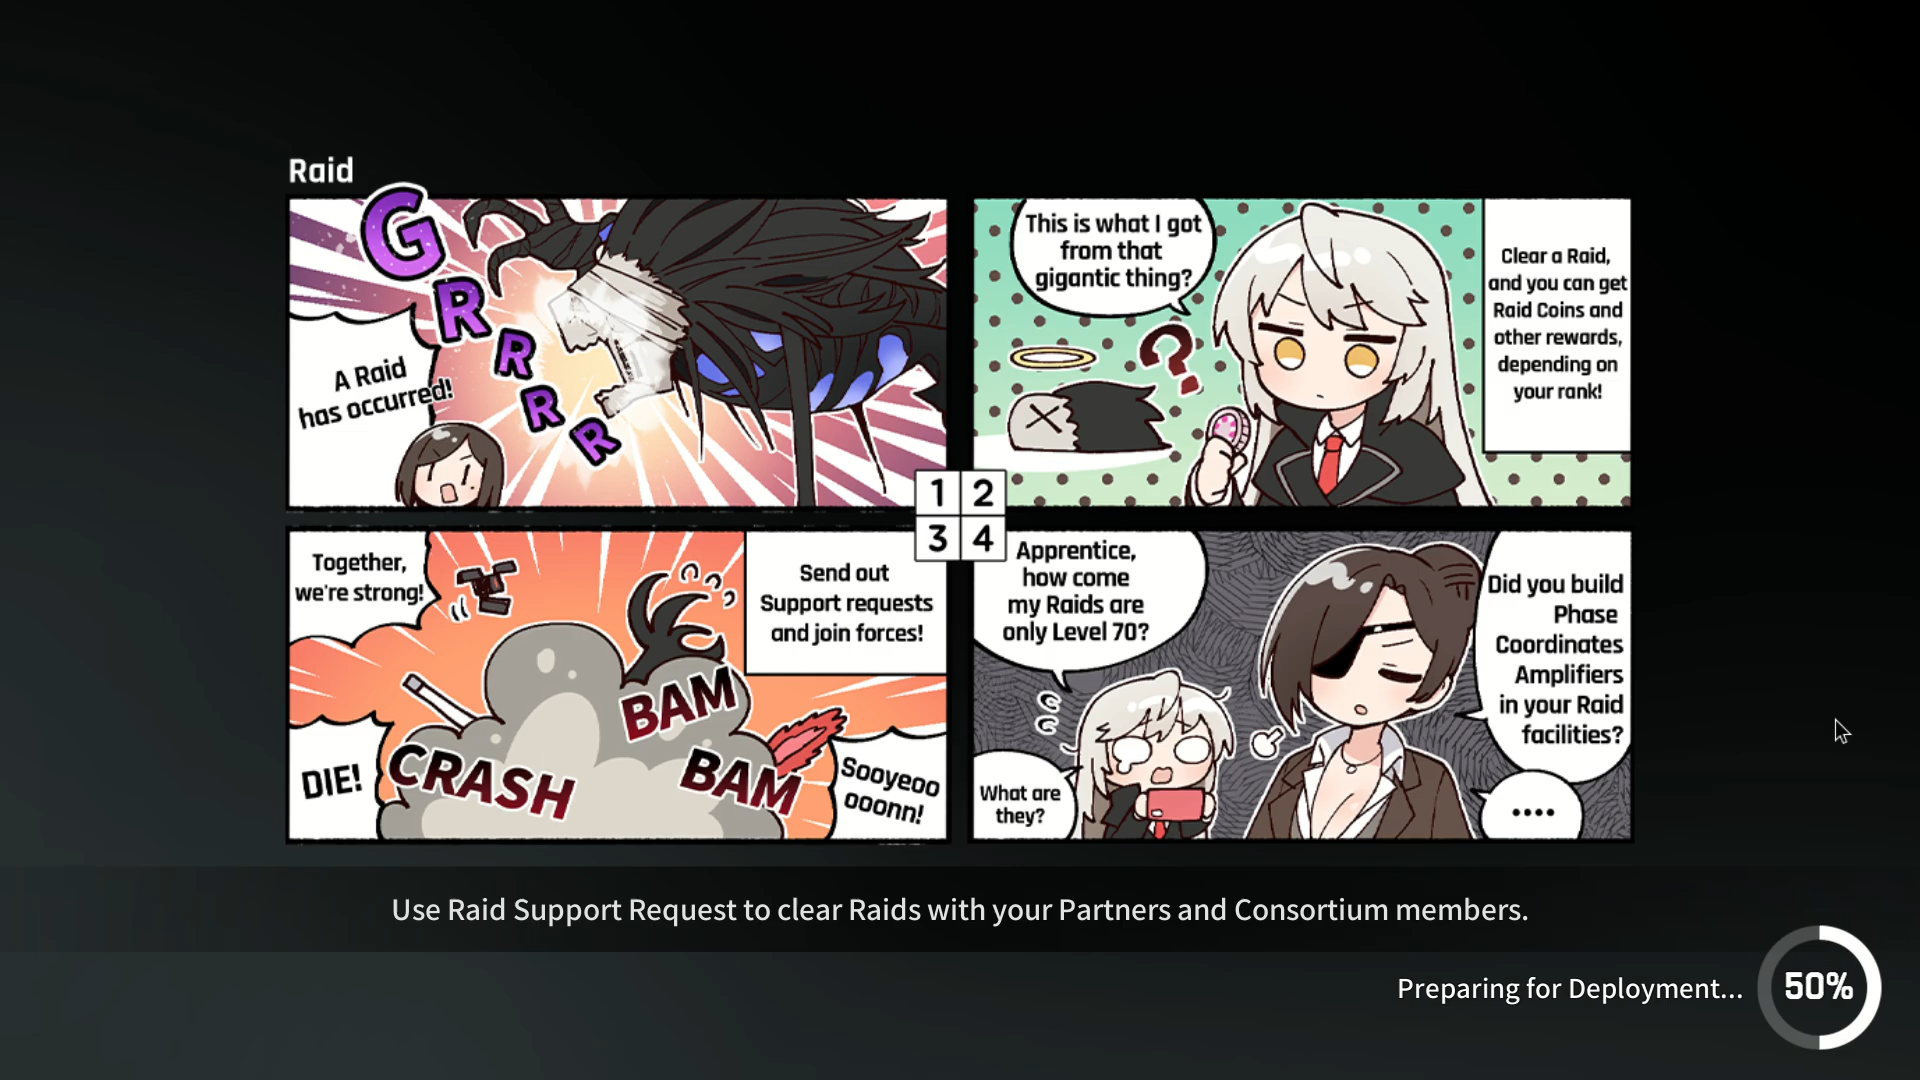 Raid
GRRRR
A Raid
has occurred!
This is what I got
from that
gigantic thing?
?
Clear a Raid,
and you can get
Raid Coins and
other rewards,
depending on
your rank!
1 2
3 4
Together,
we're strong!
Send out
Support requests
and join forces!
BAM
CRASH
BAM
DIE!
Sooyeoo
ooonn!
Apprentice,
how come
my Raids are
only Level 70?
Did you build
Phase
Coordinates
Amplifiers
in your Raid
facilities?
What are
they?
....
Use Raid Support Request to clear Raids with your Partners and Consortium members.
Preparing for Deployment...
50%